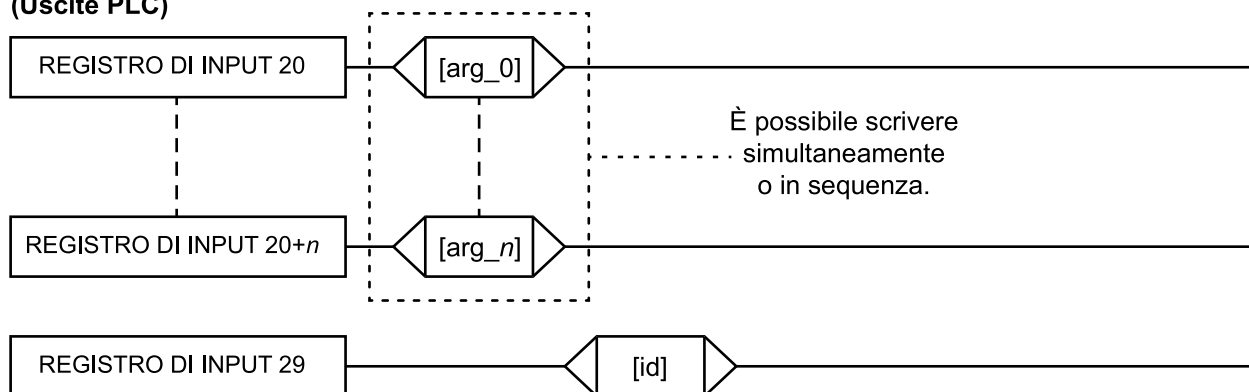 (Uscite PLC)
REGISTRO DI INPUT 20
[arg_0]
È possibile scrivere
simultaneamente
o in sequenza.
REGISTRO DI INPUT 20+n
[arg_n]
REGISTRO DI INPUT 29
[id]